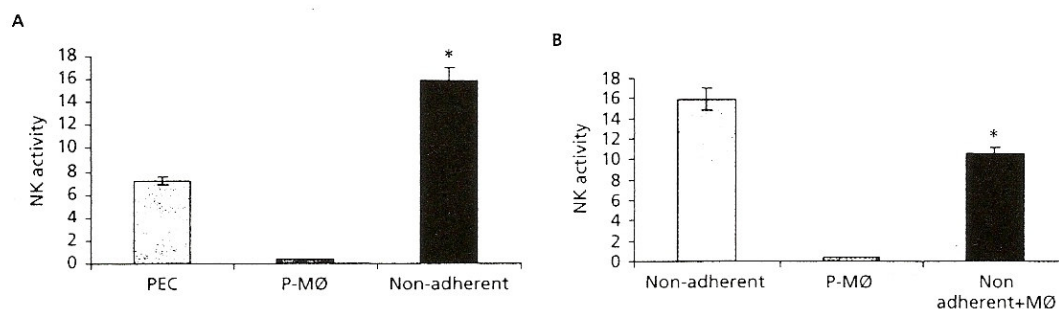 A
NK activity
18
16
14
12
10
8
6
4
2
0
*
PEC
P-MØ
Non-adherent
B
NK activity
18
16
14
12
10
8
6
4
2
0
*
Non-adherent
P-MØ
Non
adherent+MØ